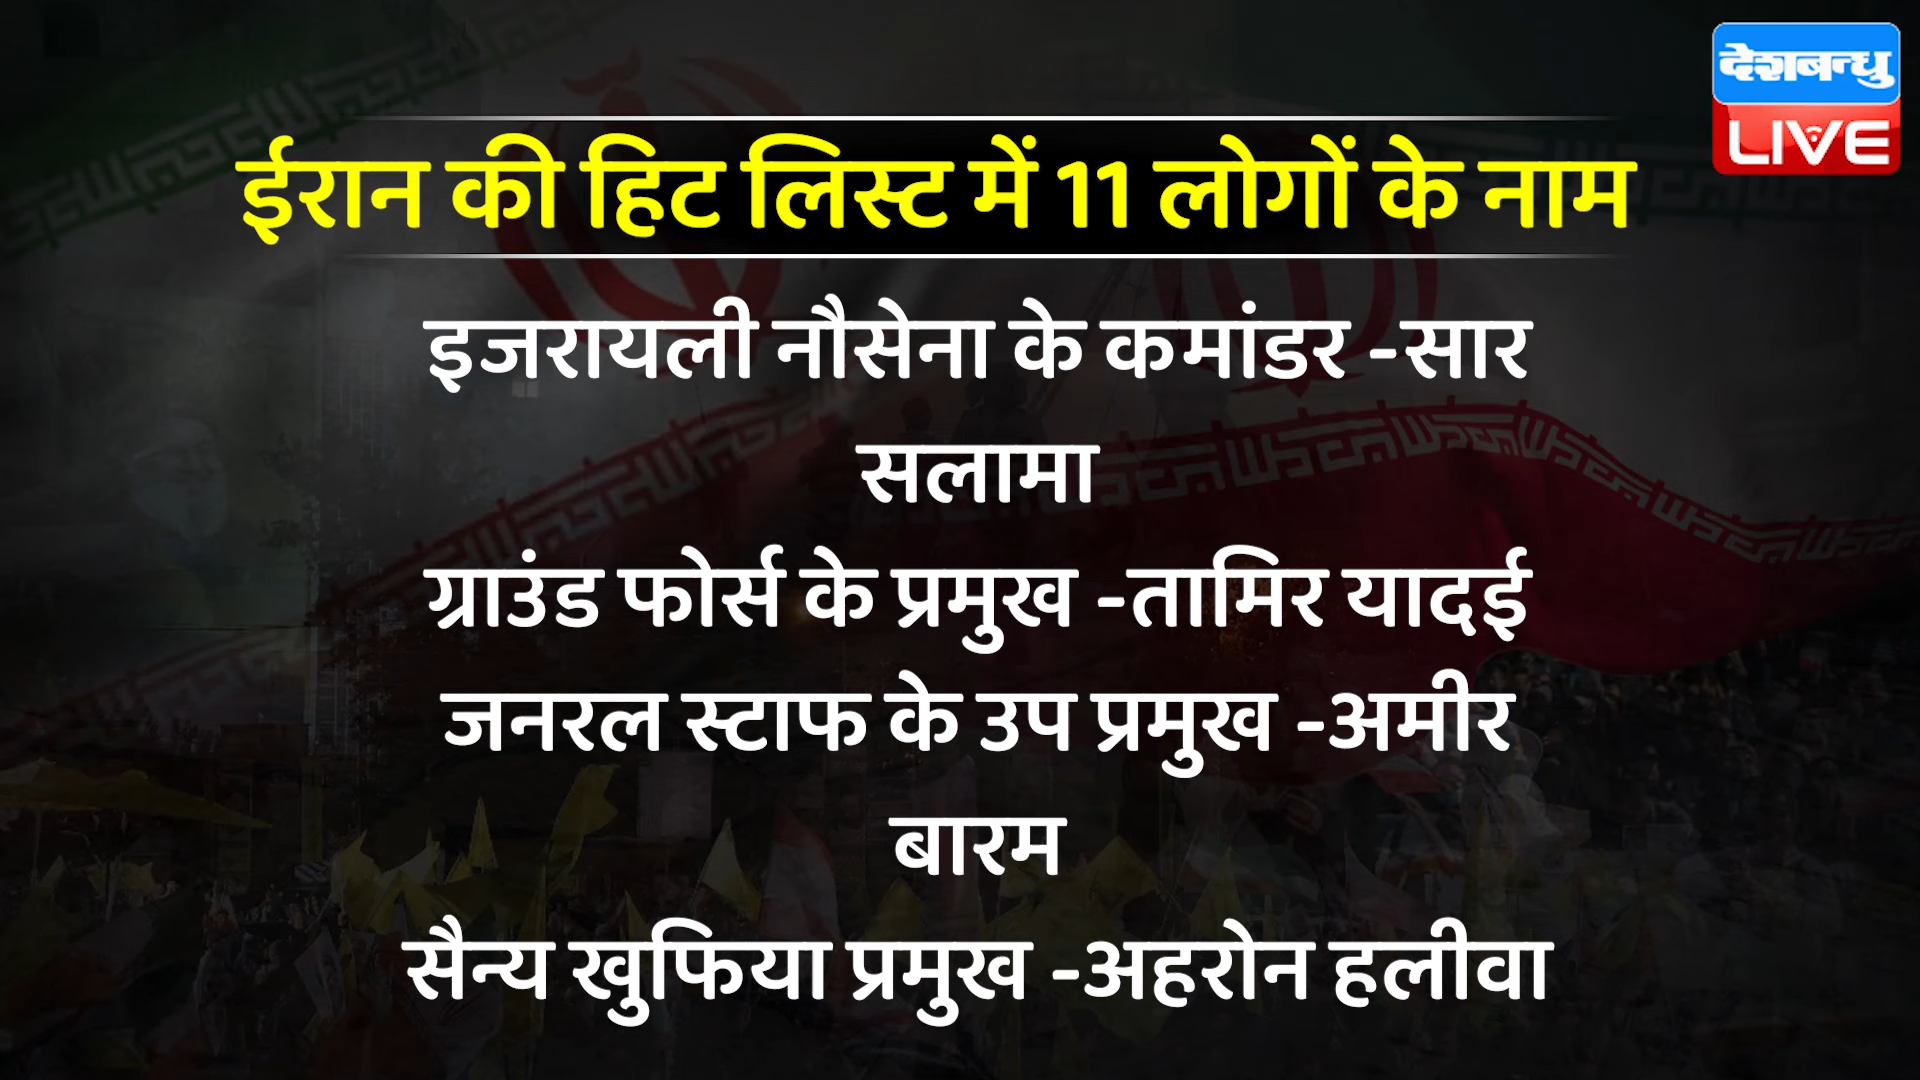 देशबन्धु
LIVE
ईरान की हिट लिस्ट में 11 लोगों के नाम
इजरायली नौसेना के कमांडर -सार
सलामा
ग्राउंड फोर्स के प्रमुख -तामिर यादई
जनरल स्टाफ के उप प्रमुख -अमीर
बारम
सैन्य खुफिया प्रमुख -अहरोन हलीवा